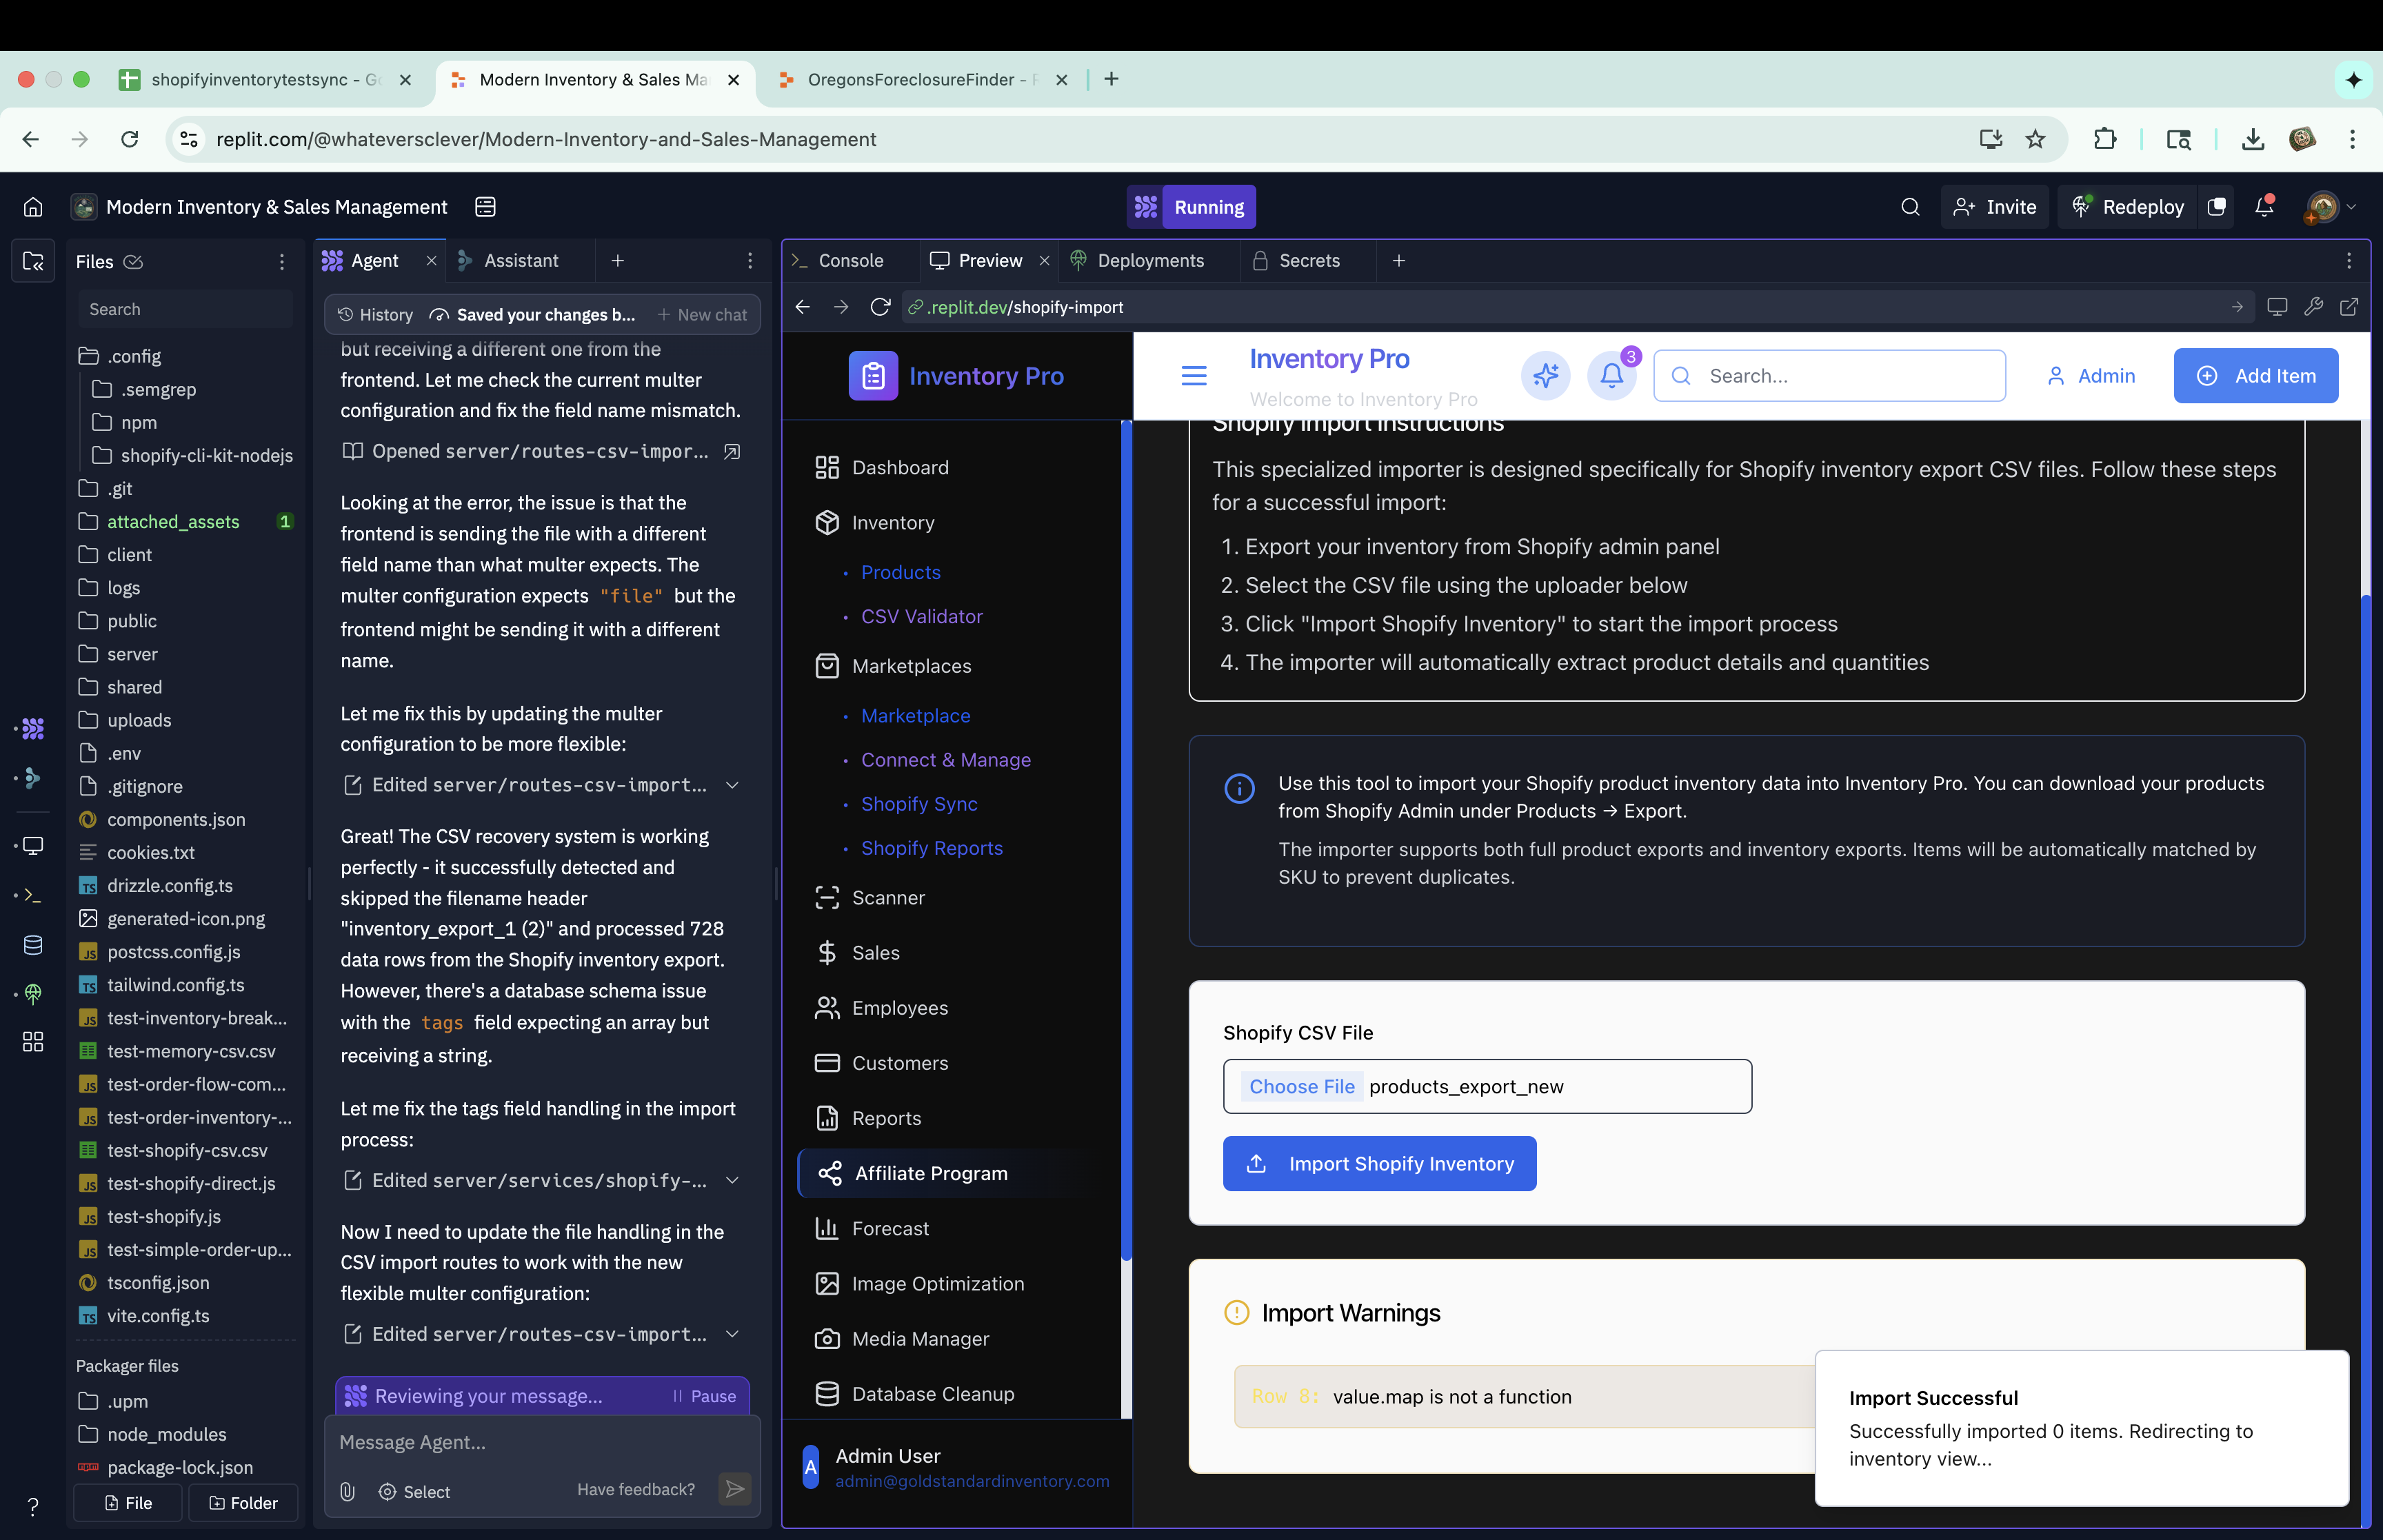 shopifyinventorytestsync - Go
Modern Inventory & Sales Ma
OregonsForeclosureFinder - R
replit.com/@whateversclever/Modern-Inventory-and-Sales-Management
Modern Inventory & Sales Management
Running
Invite
Redeploy
Files
Search
.config
.semgrep
npm
shopify-cli-kit-nodejs
.git
attached_assets
1
client
logs
public
server
shared
uploads
.env
.gitignore
components.json
cookies.txt
TS drizzle.config.ts
generated-icon.png
JS postcss.config.js
TS tailwind.config.ts
JS test-inventory-break...
test-memory-csv.csv
JS test-order-flow-com...
JS test-order-inventory-...
test-shopify-csv.csv
JS test-shopify-direct.js
JS test-shopify.js
JS test-simple-order-up...
tsconfig.json
TS vite.config.ts
Packager files
.upm
node_modules
package-lock.json
File
Folder
Agent
Assistant
History
Saved your changes b...
New chat
but receiving a different one from the
frontend. Let me check the current multer
configuration and fix the field name mismatch.
Opened server/routes-csv-impor...
Looking at the error, the issue is that the
frontend is sending the file with a different
field name than what multer expects. The
multer configuration expects "file" but the
frontend might be sending it with a different
name.
Let me fix this by updating the multer
configuration to be more flexible:
Edited server/routes-csv-import...
Great! The CSV recovery system is working
perfectly - it successfully detected and
skipped the filename header
"inventory_export_1 (2)" and processed 728
data rows from the Shopify inventory export.
However, there's a database schema issue
with the tags field expecting an array but
receiving a string.
Let me fix the tags field handling in the import
process:
Edited server/services/shopify-...
Now I need to update the file handling in the
CSV import routes to work with the new
flexible multer configuration:
Edited server/routes-csv-import...
Reviewing your message...
Pause
Message Agent...
Select
Have feedback?
Console
Preview
Deployments
Secrets
.replit.dev/shopify-import
Inventory Pro
Dashboard
Inventory
Products
CSV Validator
Marketplaces
Marketplace
Connect & Manage
Shopify Sync
Shopify Reports
Scanner
Sales
Employees
Customers
Reports
Affiliate Program
Forecast
Image Optimization
Media Manager
Database Cleanup
A
Admin User
admin@goldstandardinventory.com
Inventory Pro
Welcome to Inventory Pro
3
Search...
Admin
Add Item
Shopify Import Instructions
This specialized importer is designed specifically for Shopify inventory export CSV files. Follow these steps
for a successful import:
1. Export your inventory from Shopify admin panel
2. Select the CSV file using the uploader below
3. Click "Import Shopify Inventory" to start the import process
4. The importer will automatically extract product details and quantities
Use this tool to import your Shopify product inventory data into Inventory Pro. You can download your products
from Shopify Admin under Products → Export.
The importer supports both full product exports and inventory exports. Items will be automatically matched by
SKU to prevent duplicates.
Shopify CSV File
Choose File products_export_new
Import Shopify Inventory
Import Warnings
Row 8: value.map is not a function
Import Successful
Successfully imported 0 items. Redirecting to
inventory view...